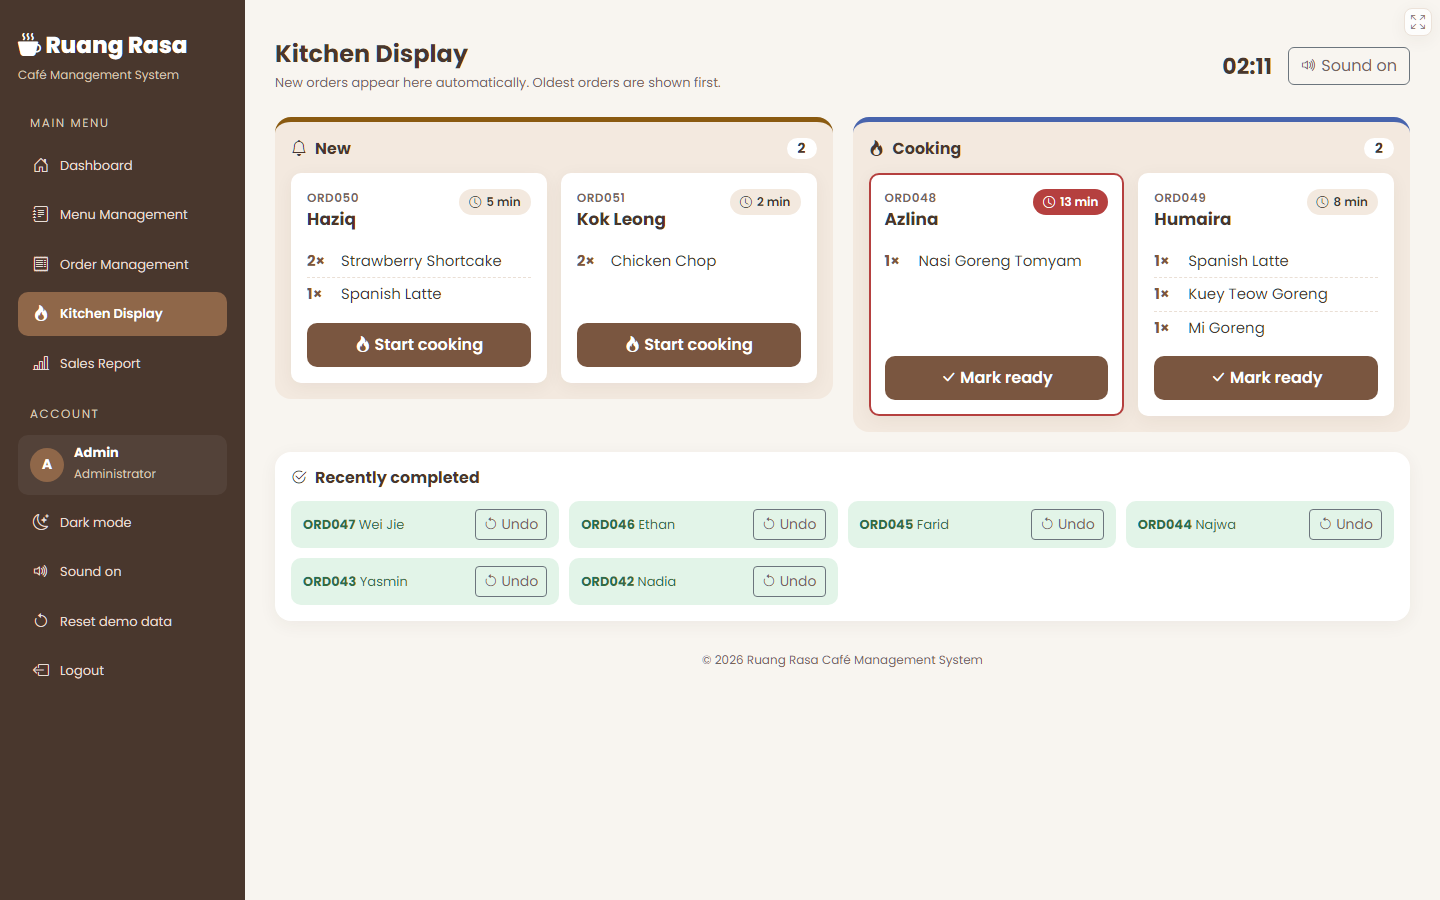 Ruang Rasa
Café Management System
MAIN MENU
Dashboard
Menu Management
Order Management
Kitchen Display
Sales Report
ACCOUNT
A
Admin
Administrator
Dark mode
Sound on
Reset demo data
Logout
Kitchen Display
New orders appear here automatically. Oldest orders are shown first.
02:11
Sound on
New
2
ORD050
5 min
Haziq
2× Strawberry Shortcake
1× Spanish Latte
Start cooking
ORD051
2 min
Kok Leong
2× Chicken Chop
Start cooking
Cooking
2
ORD048
13 min
Azlina
1× Nasi Goreng Tomyam
Mark ready
ORD049
8 min
Humaira
1× Spanish Latte
1× Kuey Teow Goreng
1× Mi Goreng
Mark ready
Recently completed
ORD047 Wei Jie
Undo
ORD046 Ethan
Undo
ORD045 Farid
Undo
ORD044 Najwa
Undo
ORD043 Yasmin
Undo
ORD042 Nadia
Undo
© 2026 Ruang Rasa Café Management System